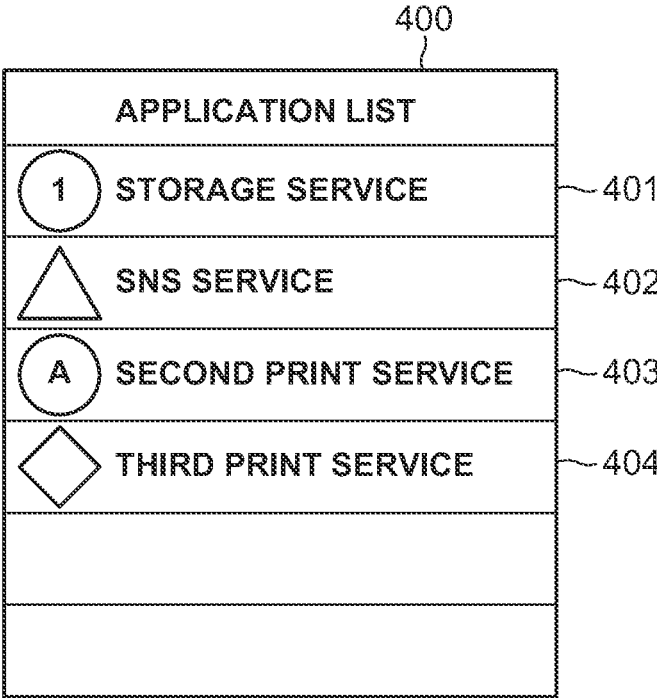 400
APPLICATION LIST
1 STORAGE SERVICE 401
SNS SERVICE 402
A SECOND PRINT SERVICE 403
THIRD PRINT SERVICE 404